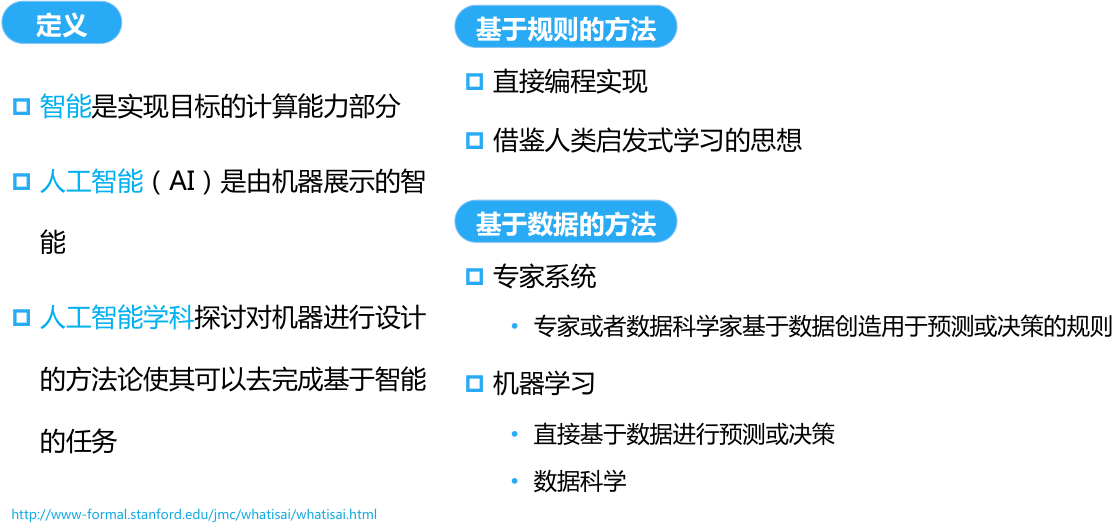 定义
智能是实现目标的计算能力部分
人工智能（AI）是由机器展示的智
能
人工智能学科探讨对机器进行设计
的方法论使其可以去完成基于智能
的任务
http://www-formal.stanford.edu/jmc/whatisai/whatisai.html
基于规则的方法
直接编程实现
借鉴人类启发式学习的思想
基于数据的方法
专家系统
• 专家或者数据科学家基于数据创造用于预测或决策的规则
机器学习
• 直接基于数据进行预测或决策
• 数据科学